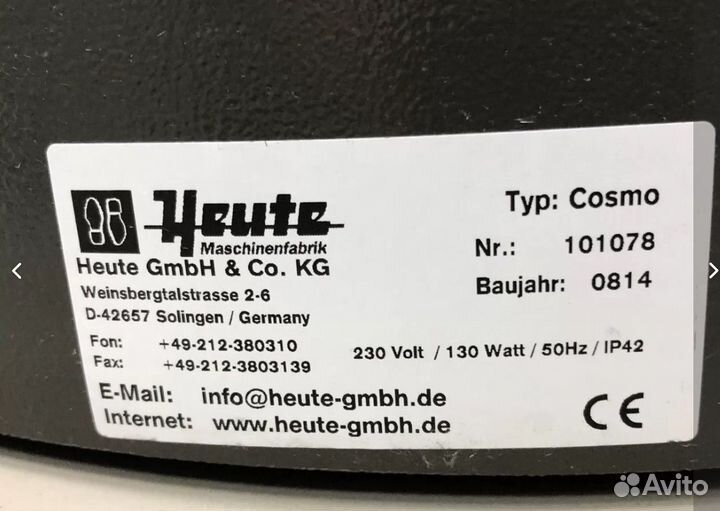 Heute
Maschinenfabrik
Heute GmbH & Co. KG
Weinsbergtalstrasse 2-6
D-42657 Solingen / Germany
Fon: +49-212-380310
Fax: +49-212-3803139
E-Mail: info@heute-gmbh.de
Internet: www.heute-gmbh.de
Typ: Cosmo
Nr.: 101078
Baujahr: 0814
230 Volt / 130 Watt / 50Hz / IP42
CE
Avito